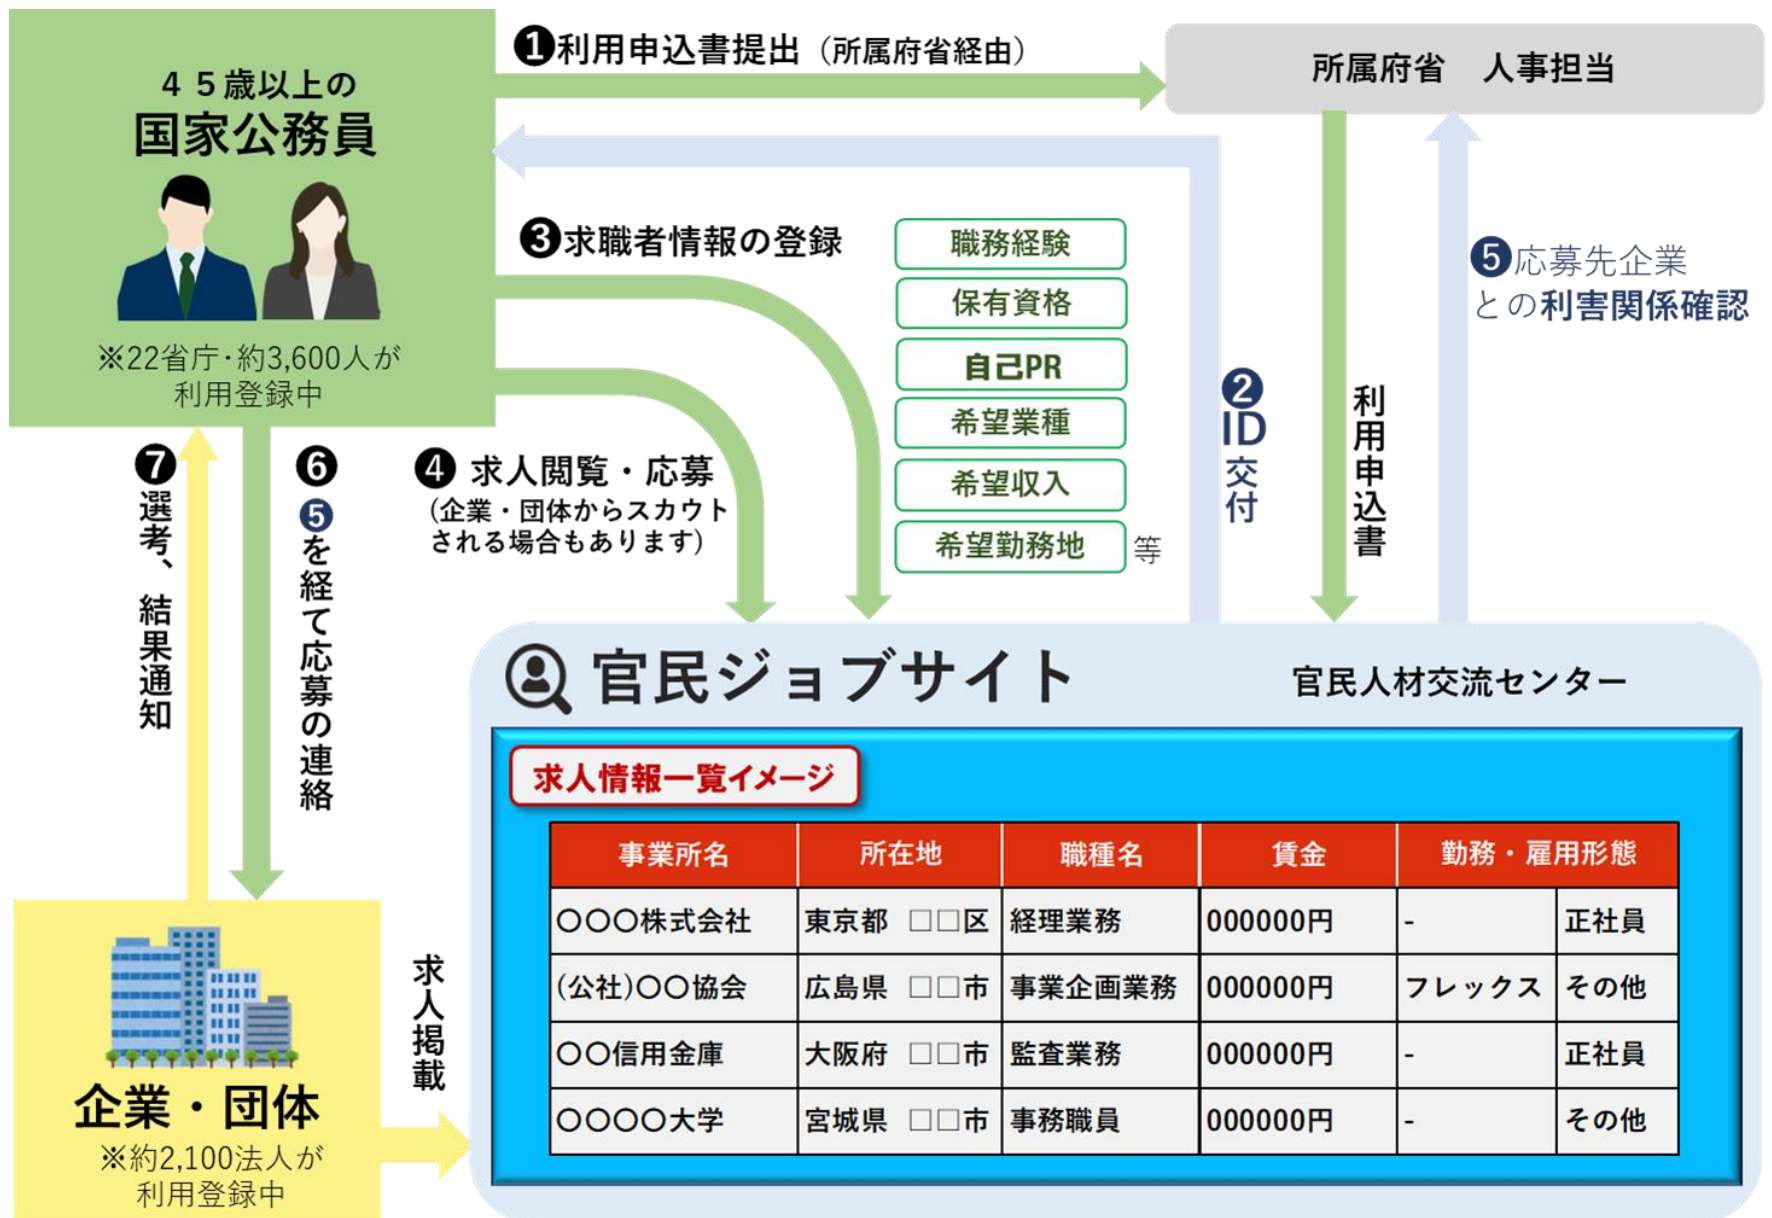 ４５歳以上の
国家公務員
※22省庁・約3,600人が
利用登録中
❶利用申込書提出（所属府省経由）
所属府省　人事担当
❸求職者情報の登録
職務経験
保有資格
自己PR
希望業種
希望収入
希望勤務地
等
❺応募先企業
との利害関係確認
❷ID交付
利用申込書
❹ 求人閲覧・応募
（企業・団体からスカウト
される場合もあります）
❼選考、結果通知
❻❺を経て応募の連絡
官民ジョブサイト
官民人材交流センター
求人情報一覧イメージ
事業所名 所在地 職種名 賃金 勤務・雇用形態
〇〇〇株式会社 東京都 □□区 経理業務 000000円 - 正社員
(公社)〇〇協会 広島県 □□市 事業企画業務 000000円 フレックス その他
〇〇信用金庫 大阪府 □□市 監査業務 000000円 - 正社員
〇〇〇〇大学 宮城県 □□市 事務職員 000000円 - その他
求人掲載
企業・団体
※約2,100法人が
利用登録中